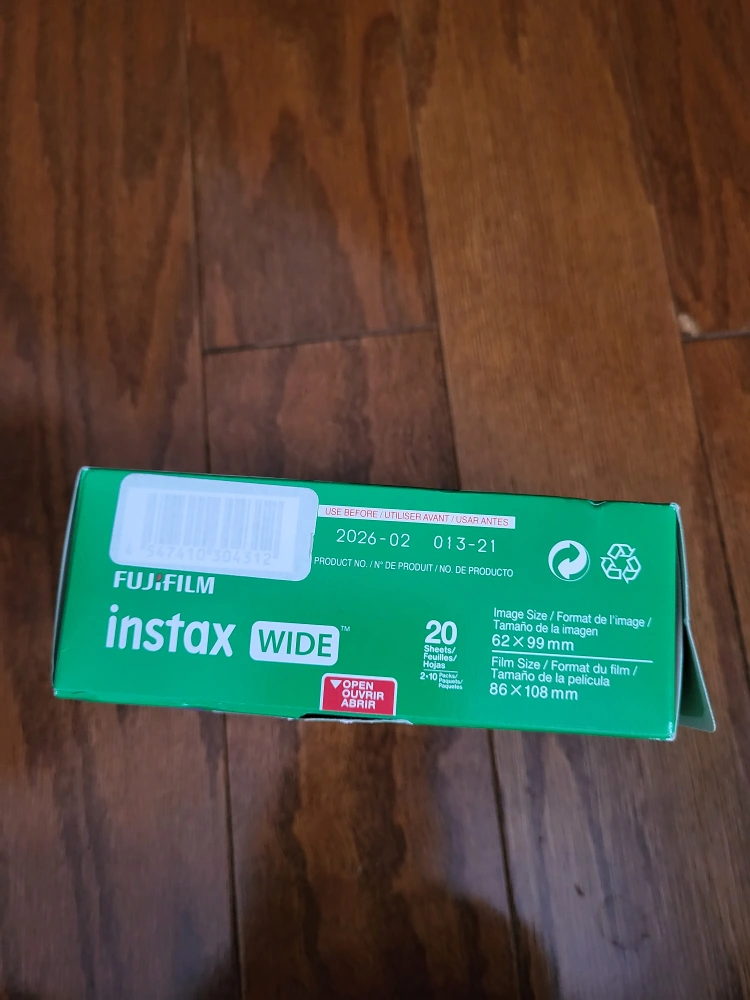 USE BEFORE / UTILISER AVANT / USAR ANTES
2026-02 013-21
PRODUCT NO. / N° DE PRODUIT / NO. DE PRODUCTO
FUJIFILM
instax WIDE™
20
Sheets/
Feuilles/
Hojas
2×10 Packs/
Paquets/
Paquetes
OPEN
OUVRIR
ABRIR
Image Size / Format de l'image /
Tamaño de la imagen
62×99 mm
Film Size / Format du film /
Tamaño de la película
86×108 mm